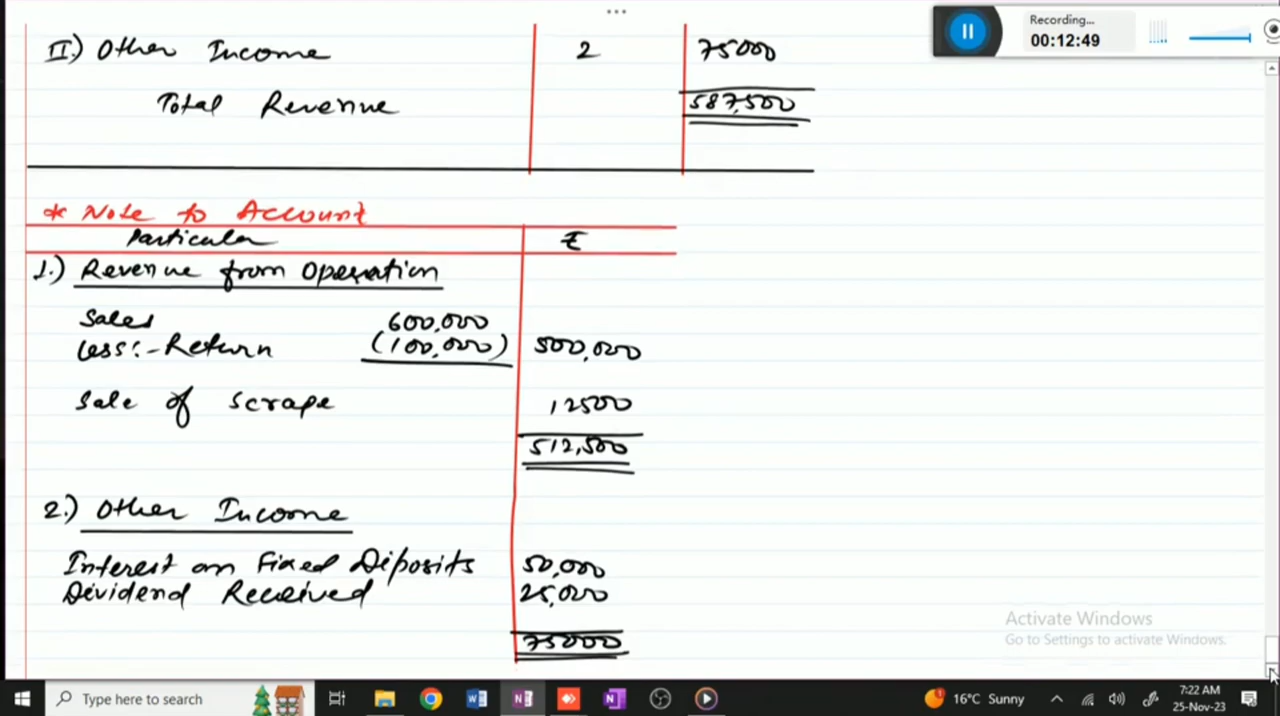 ...
II.) Other Income 2 75000
Total Revenue 587,500
Recording...
00:12:49
* Note to Account
Particular ₹
1.) Revenue from Operation
Sales 600,000
Less:- Return (100,000) 500,000
Sale of Scrape 12500
512,500
2.) Other Income
Interest on Fixed Diposits 50,000
Dividend Received 25,000
75000
Activate Windows
Go to Settings to activate Windows.
Type here to search
16°C Sunny
7:22 AM
25-Nov-23